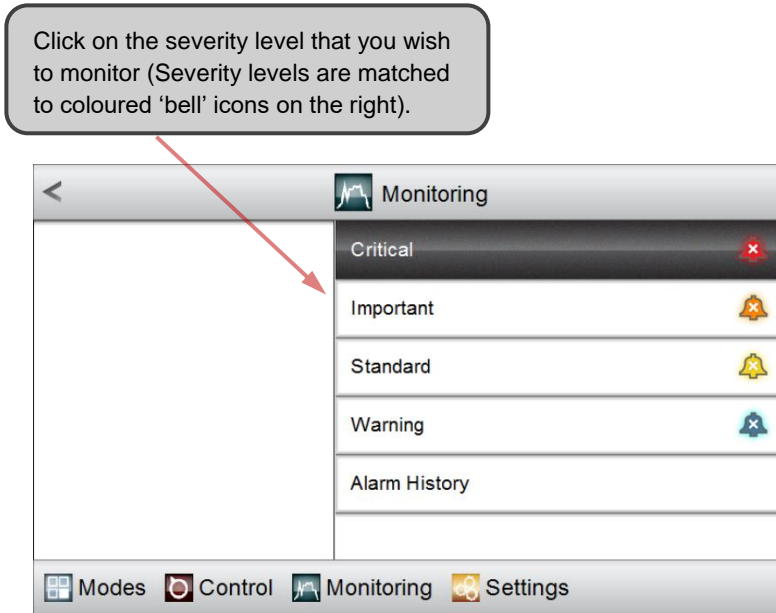 Click on the severity level that you wish
to monitor (Severity levels are matched
to coloured ‘bell’ icons on the right).
< Monitoring
Critical
Important
Standard
Warning
Alarm History
Modes Control Monitoring Settings